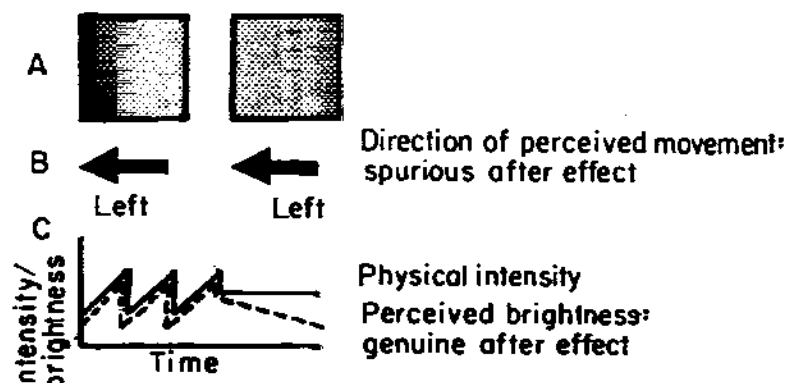 A
B
Direction of perceived movement:
spurious after effect
Left
Left
C
Intensity/
brightness
Physical intensity
Perceived brightness:
genuine after effect
Time